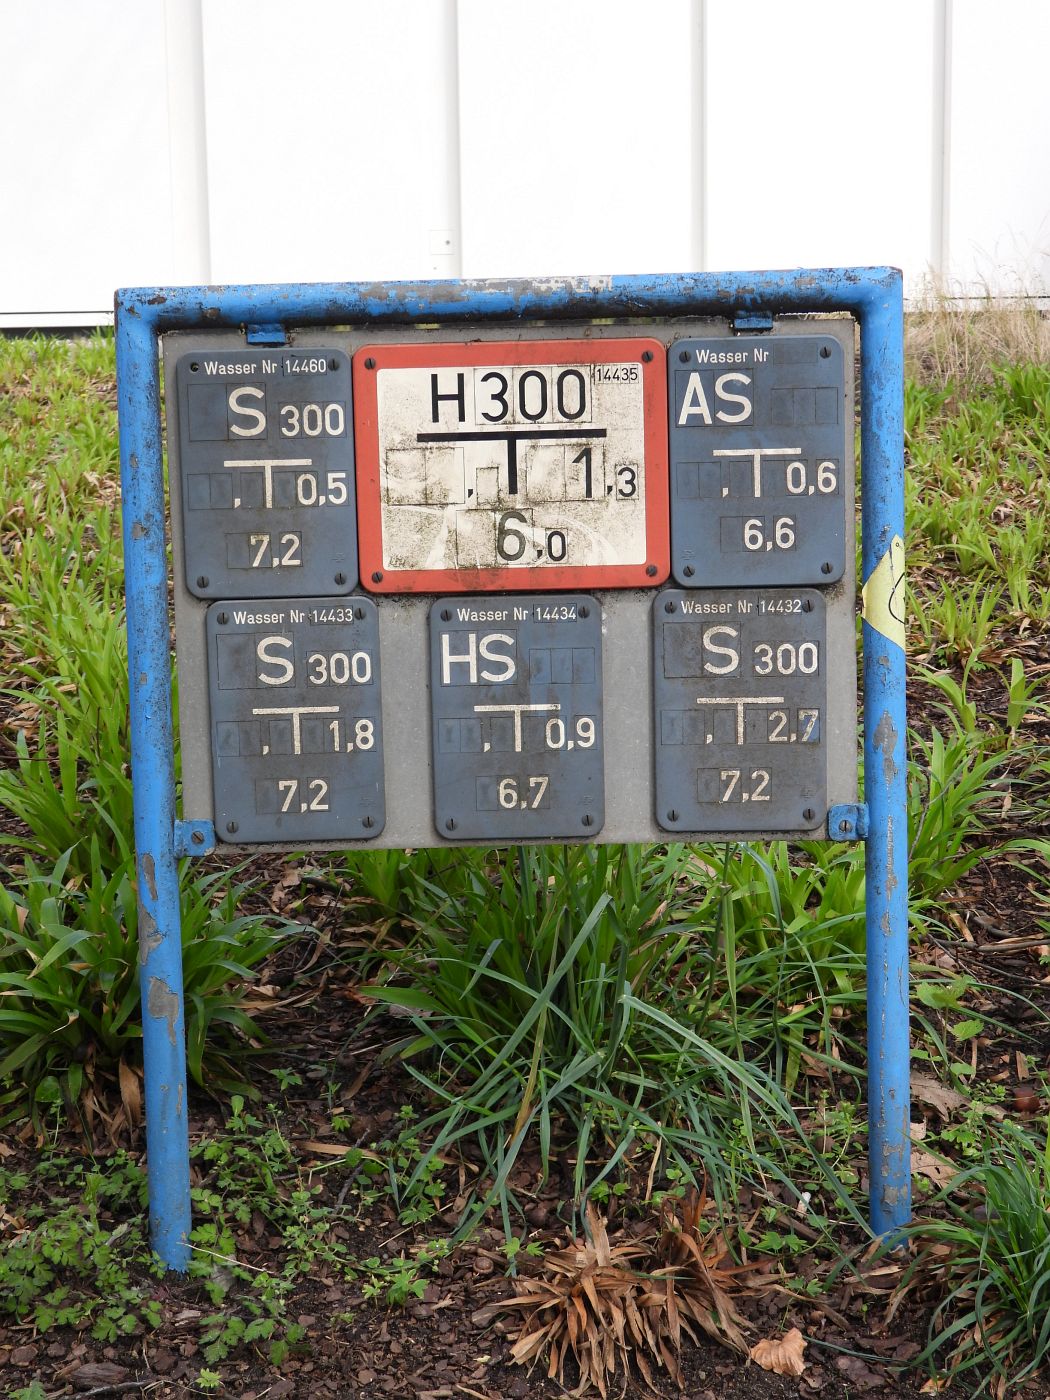 Wasser Nr 14460
S 300
, T 0,5
7,2
H300 14435
, T 1,3
6,0
Wasser Nr
AS
, T 0,6
6,6
Wasser Nr 14433
S 300
, T 1,8
7,2
Wasser Nr 14434
HS
, T 0,9
6,7
Wasser Nr 14432
S 300
, T 2,7
7,2